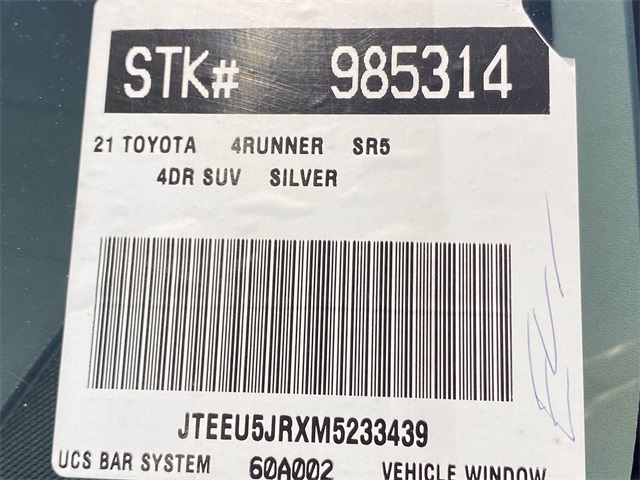 STK# 985314
21 TOYOTA 4RUNNER SR5
4DR SUV SILVER
JTEEU5JRXM5233439
UCS BAR SYSTEM 60A002 VEHICLE WINDOW